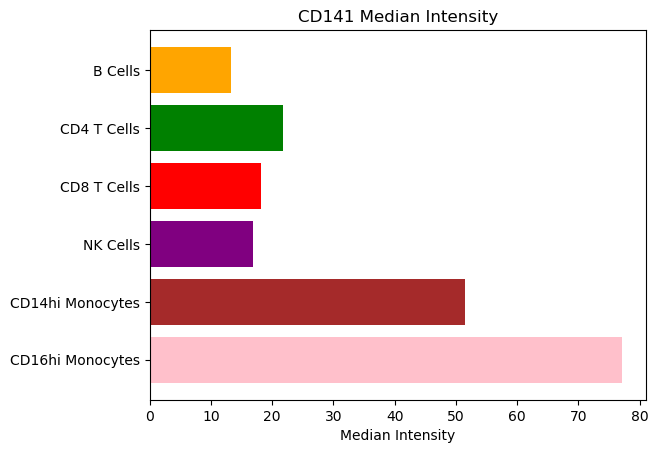 CD141 Median Intensity
B Cells
CD4 T Cells
CD8 T Cells
NK Cells
CD14hi Monocytes
CD16hi Monocytes
0 10 20 30 40 50 60 70 80
Median Intensity